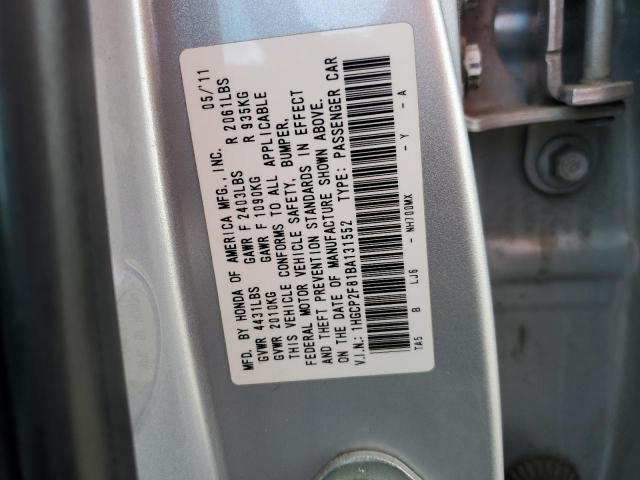 MFD. BY HONDA OF AMERICA MFG., INC. 05/'11
GVWR 4431LBS GAWR F 2403LBS R 2061LBS
GVWR 2010KG GAWR F 1090KG R 935KG
THIS VEHICLE CONFORMS TO ALL APPLICABLE
FEDERAL MOTOR VEHICLE SAFETY, BUMPER,
AND THEFT PREVENTION STANDARDS IN EFFECT
ON THE DATE OF MANUFACTURE SHOWN ABOVE.
V.I.N.: 1HGCP2F81BA131552 TYPE: PASSENGER CAR
TA5 B LJ6 - NH700MX - Y - A